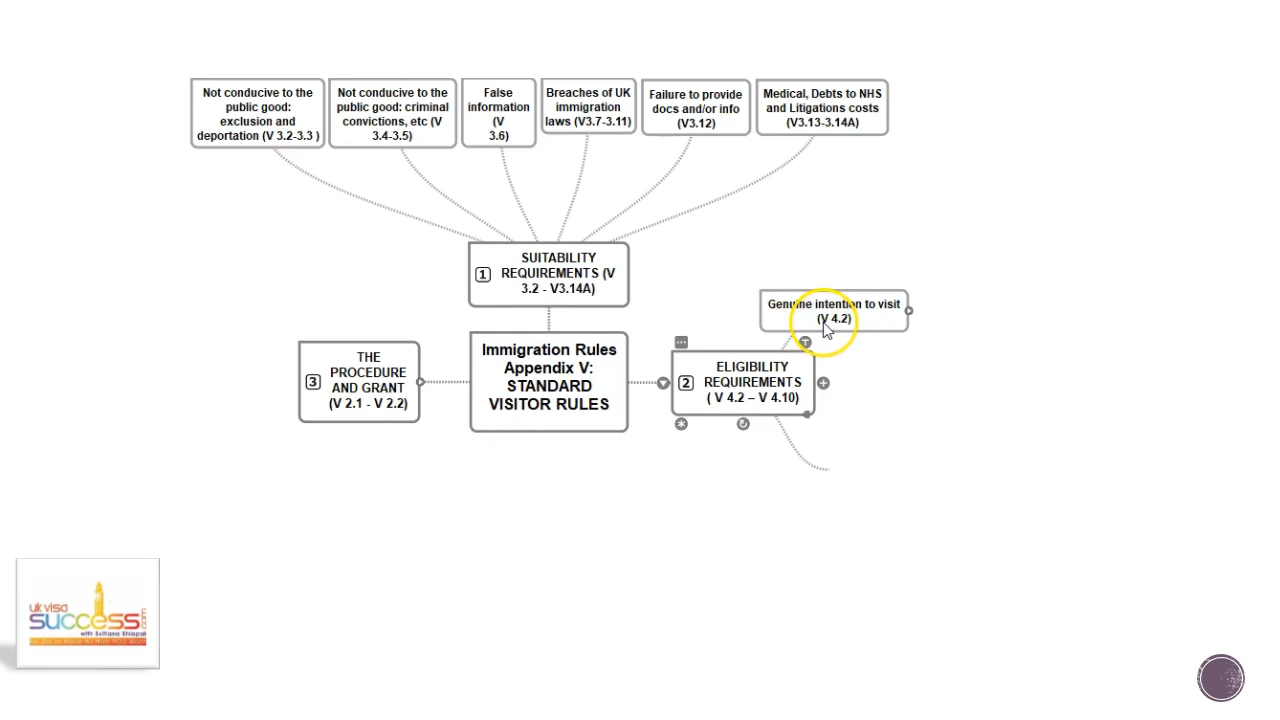 Not conducive to the
public good:
exclusion and
deportation (V 3.2-3.3 )
Not conducive to the
public good: criminal
convictions, etc (V
3.4-3.5)
False
information
(V
3.6)
Breaches of UK
immigration
laws (V3.7-3.11)
Failure to provide
docs and/or info
(V3.12)
Medical, Debts to NHS
and Litigations costs
(V3.13-3.14A)
1
SUITABILITY
REQUIREMENTS (V
3.2 - V3.14A)
Genuine intention to visit
(V 4.2)
3
THE
PROCEDURE
AND GRANT
(V 2.1 - V 2.2)
Immigration Rules
Appendix V:
STANDARD
VISITOR RULES
2
ELIGIBILITY
REQUIREMENTS
( V 4.2 – V 4.10)
uk visa
success.com
with Svitlana Shlapak